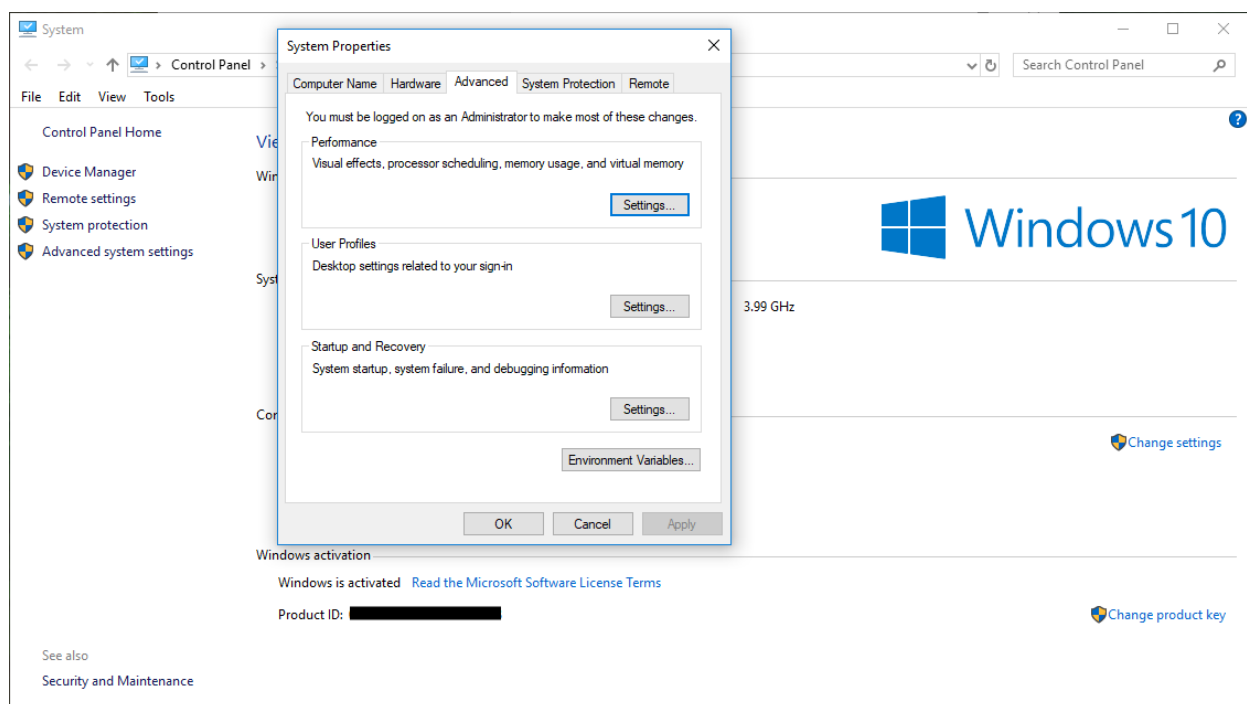 System
Control Panel
Search Control Panel
File Edit View Tools
Control Panel Home
Device Manager
Remote settings
System protection
Advanced system settings
See also
Security and Maintenance
System Properties
Computer Name Hardware Advanced System Protection Remote
You must be logged on as an Administrator to make most of these changes.
Performance
Visual effects, processor scheduling, memory usage, and virtual memory
Settings...
User Profiles
Desktop settings related to your sign-in
Settings...
Startup and Recovery
System startup, system failure, and debugging information
Settings...
Environment Variables...
OK Cancel Apply
Windows 10
3.99 GHz
Change settings
Windows activation
Windows is activated Read the Microsoft Software License Terms
Product ID:
Change product key